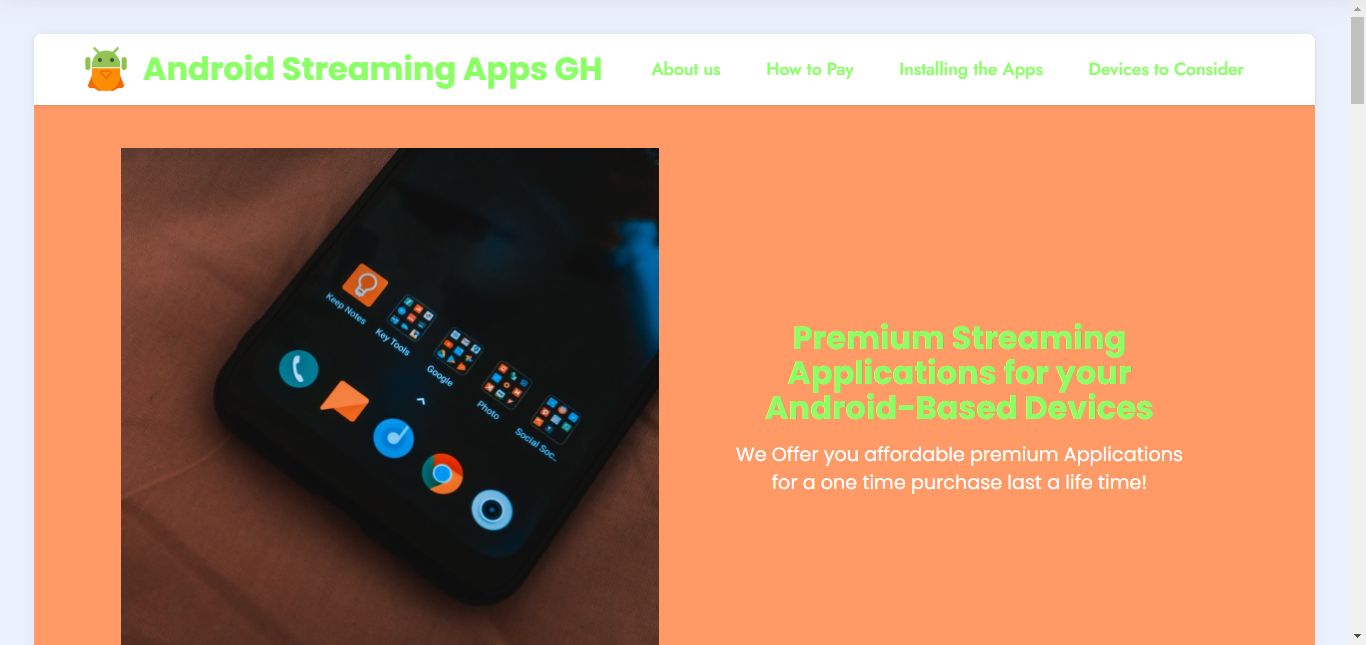 Android Streaming Apps GH
About us
How to Pay
Installing the Apps
Devices to Consider
Keep Notes
Key Tools
Google
Photo
Social Soc...
Premium Streaming
Applications for your
Android-Based Devices
We Offer you affordable premium Applications
for a one time purchase last a life time!